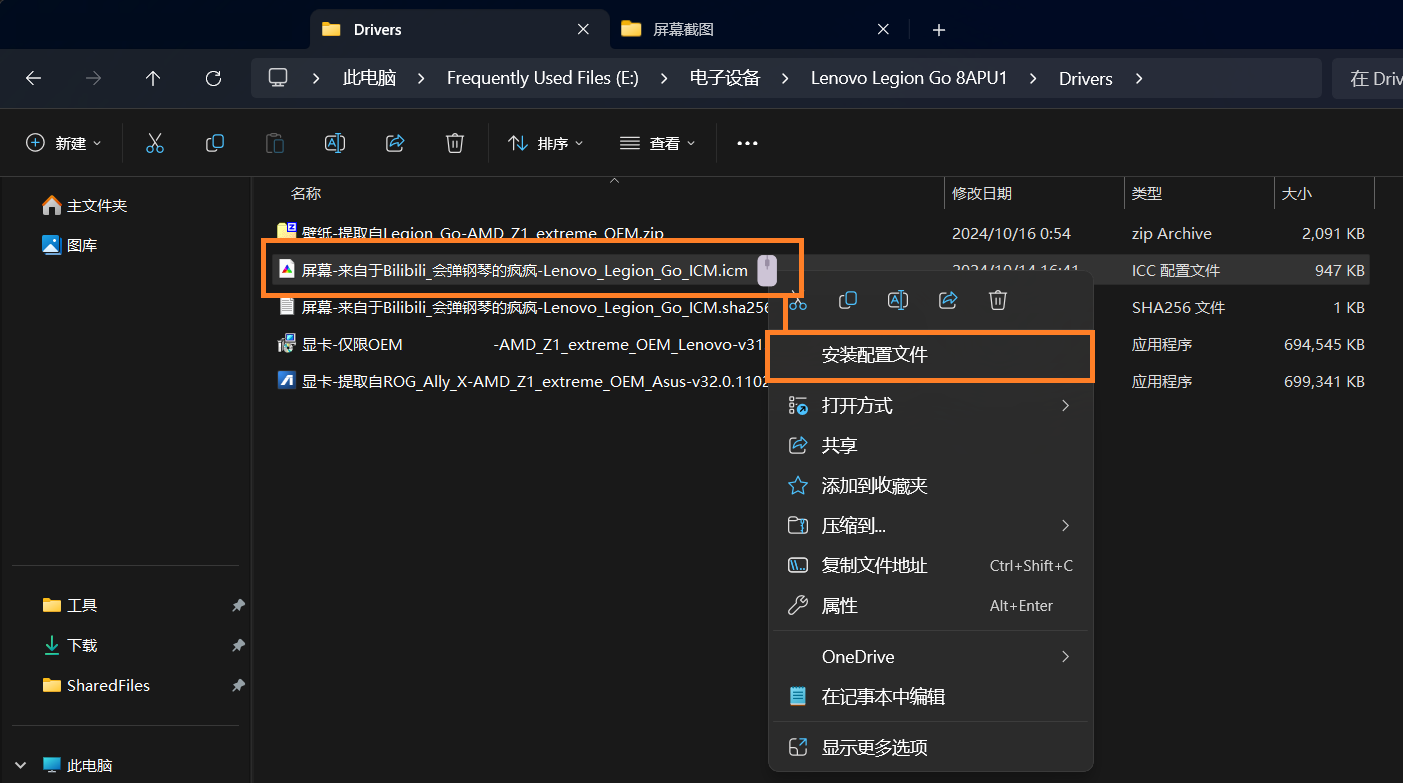 Drivers
屏幕截图
此电脑
Frequently Used Files (E:)
电子设备
Lenovo Legion Go 8APU1
Drivers
在 Driv
新建
排序
查看
主文件夹
图库
名称
修改日期
类型
大小
壁纸-提取自Legion_Go-AMD_Z1_extreme_OEM.zip
2024/10/16 0:54
zip Archive
2,091 KB
屏幕-来自于Bilibili_会弹钢琴的疯疯-Lenovo_Legion_Go_ICM.icm
2024/10/14 16:41
ICC 配置文件
947 KB
屏幕-来自于Bilibili_会弹钢琴的疯疯-Lenovo_Legion_Go_ICM.sha256
SHA256 文件
1 KB
显卡-仅限OEM
-AMD_Z1_extreme_OEM_Lenovo-v31
应用程序
694,545 KB
显卡-提取自ROG_Ally_X-AMD_Z1_extreme_OEM_Asus-v32.0.1102
应用程序
699,341 KB
安装配置文件
打开方式
共享
添加到收藏夹
压缩到...
复制文件地址
Ctrl+Shift+C
属性
Alt+Enter
OneDrive
在记事本中编辑
显示更多选项
工具
下载
SharedFiles
此电脑